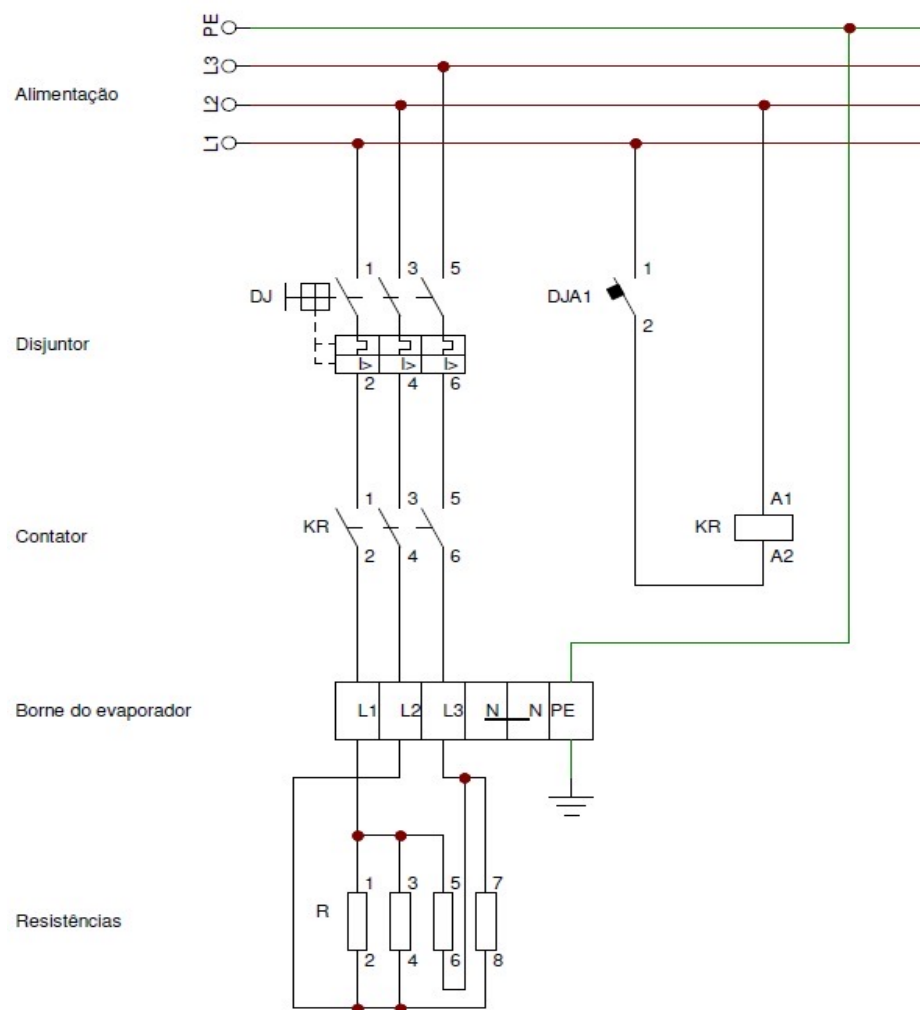 PE
L3
Alimentação
L2
L1
1 3 5 1
DJ DJA1
2
Disjuntor
I> I> I>
2 4 6
1 3 5 A1
KR KR
Contator
2 4 6 A2
Borne do evaporador L1 L2 L3 N N PE
1 3 5 7
Resistências R
2 4 6 8